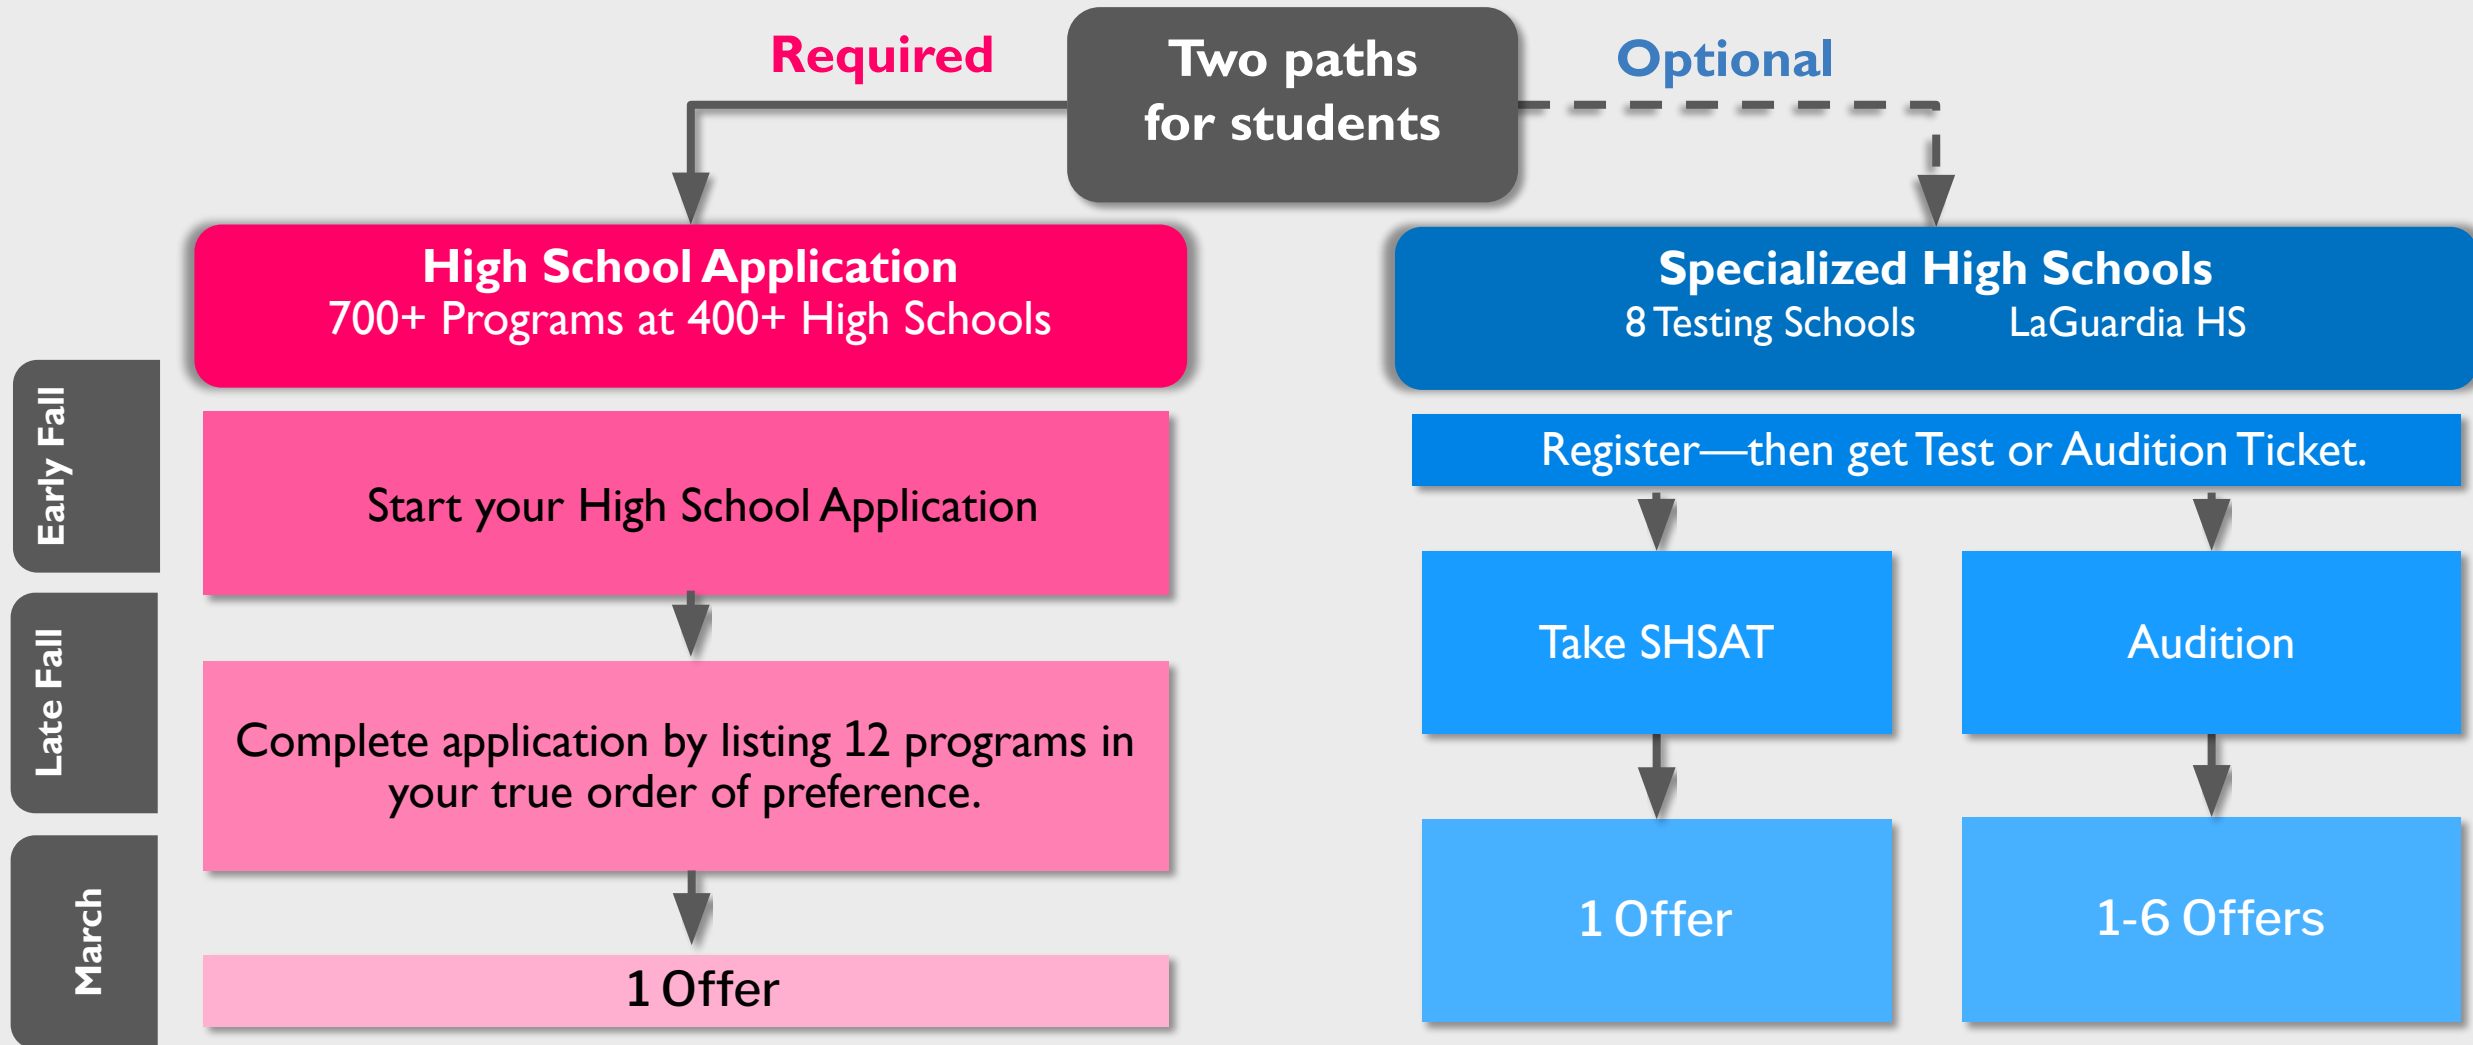 Required
Two paths
for students
Optional
High School Application
700+ Programs at 400+ High Schools
Specialized High Schools
8 Testing Schools LaGuardia HS
Early Fall
Start your High School Application
Register—then get Test or Audition Ticket.
Late Fall
Complete application by listing 12 programs in
your true order of preference.
Take SHSAT
Audition
March
1 Offer
1 Offer
1-6 Offers